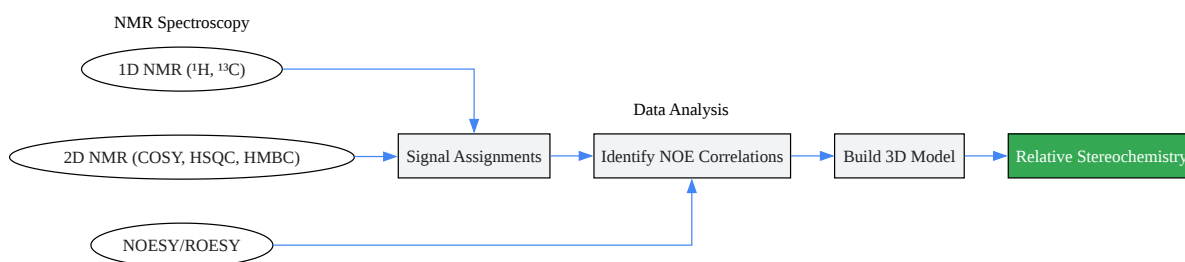 NMR Spectroscopy
1D NMR (¹H, ¹³C)
Data Analysis
2D NMR (COSY, HSQC, HMBC)
Signal Assignments
Identify NOE Correlations
Build 3D Model
Relative Stereochemistry
NOESY/ROESY